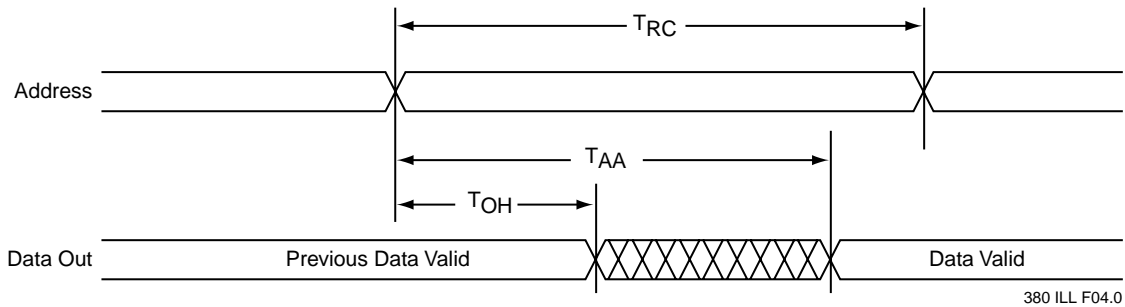 TRC
Address
TAA
TOH
Data Out
Previous Data Valid
Data Valid
380 ILL F04.0